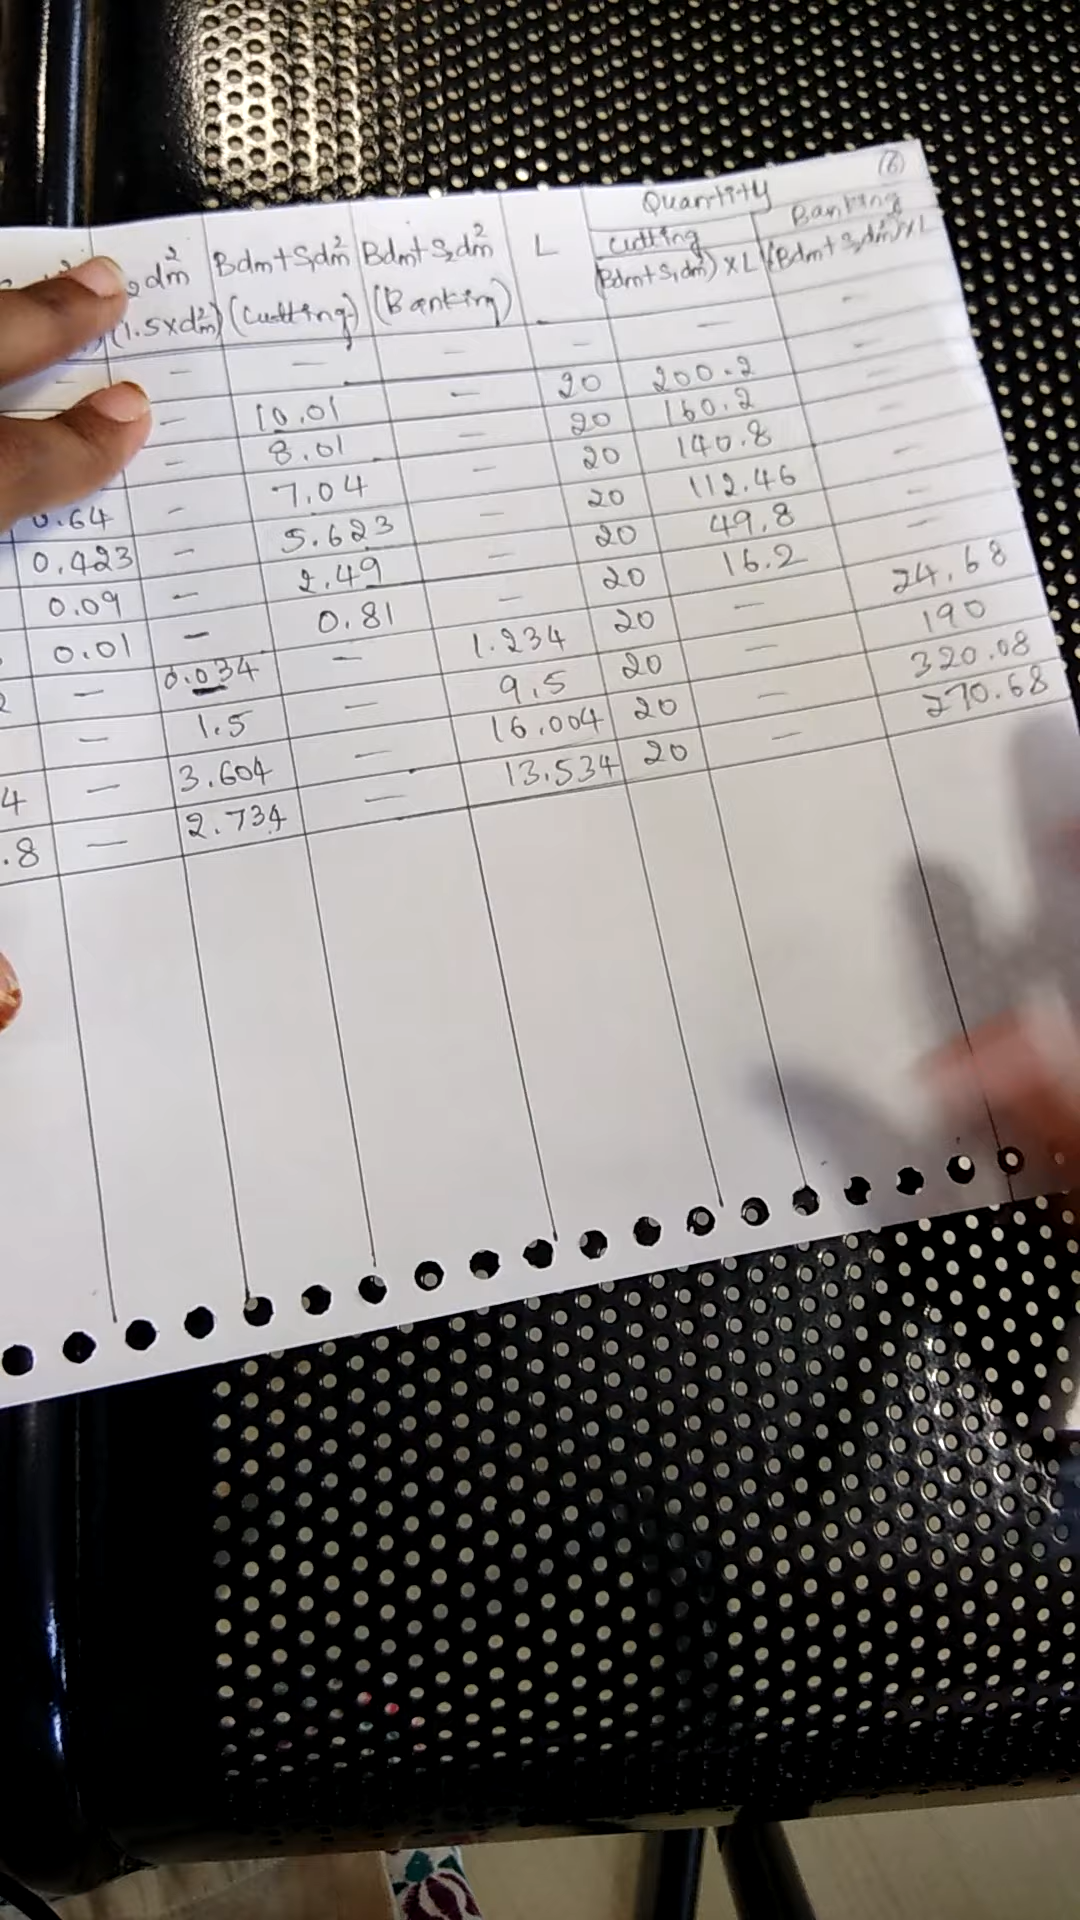 (6)
Quantity
₂dm² Bdm+S₁dm² Bdm+S₂dm² L Cutting Banking
(1.5×dm²) (Cutting) (Banking) (Bdm+S₁dm²)×L (Bdm+S₂dm²)×L
— — — — — — —
— 10.01 — 20 200.2 —
— 8.01 — 20 160.2 —
0.64 — 7.04 — 20 140.8 —
0.423 — 5.623 — 20 112.46 —
0.09 — 2.49 — 20 49.8 —
0.01 — 0.81 — 20 16.2 —
2 — 0.034 — 1.234 20 — 24.68
— 1.5 — 9.5 20 — 190
4 — 3.604 — 16.004 20 — 320.08
.8 — 2.734 — 13.534 20 — 270.68